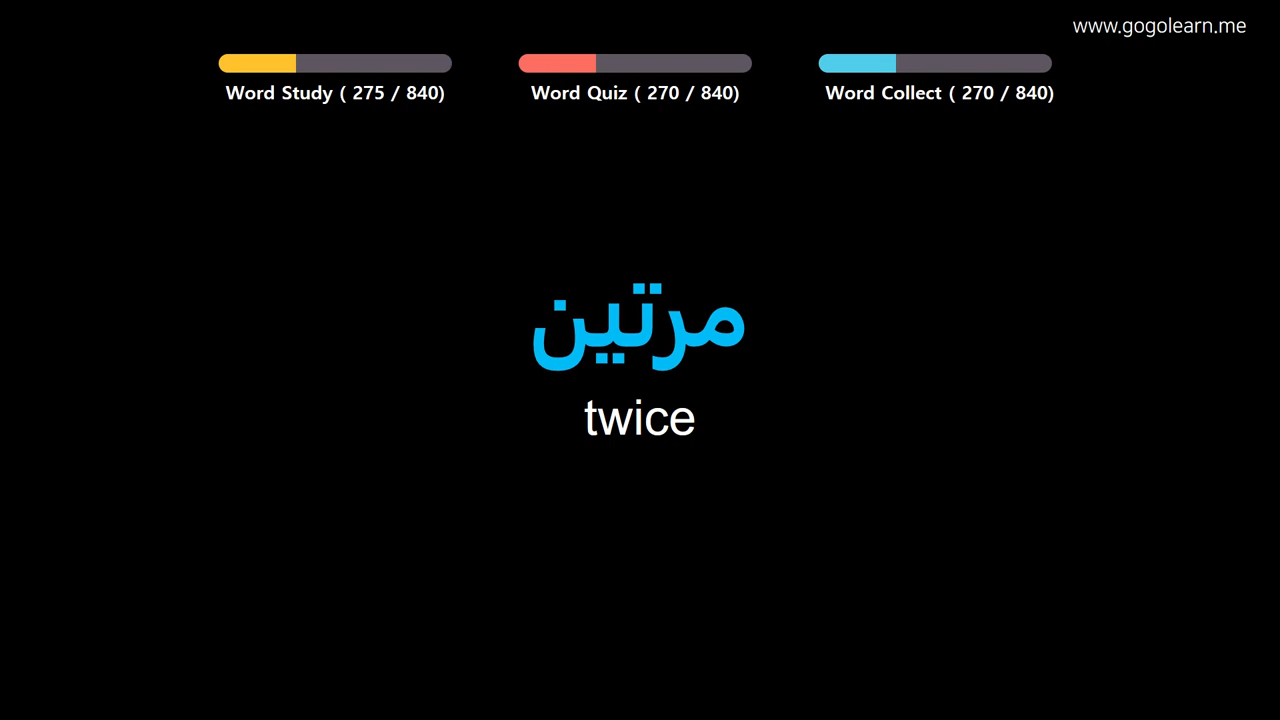 www.gogolearn.me
Word Study ( 275 / 840)
Word Quiz ( 270 / 840)
Word Collect ( 270 / 840)
مرتين
twice